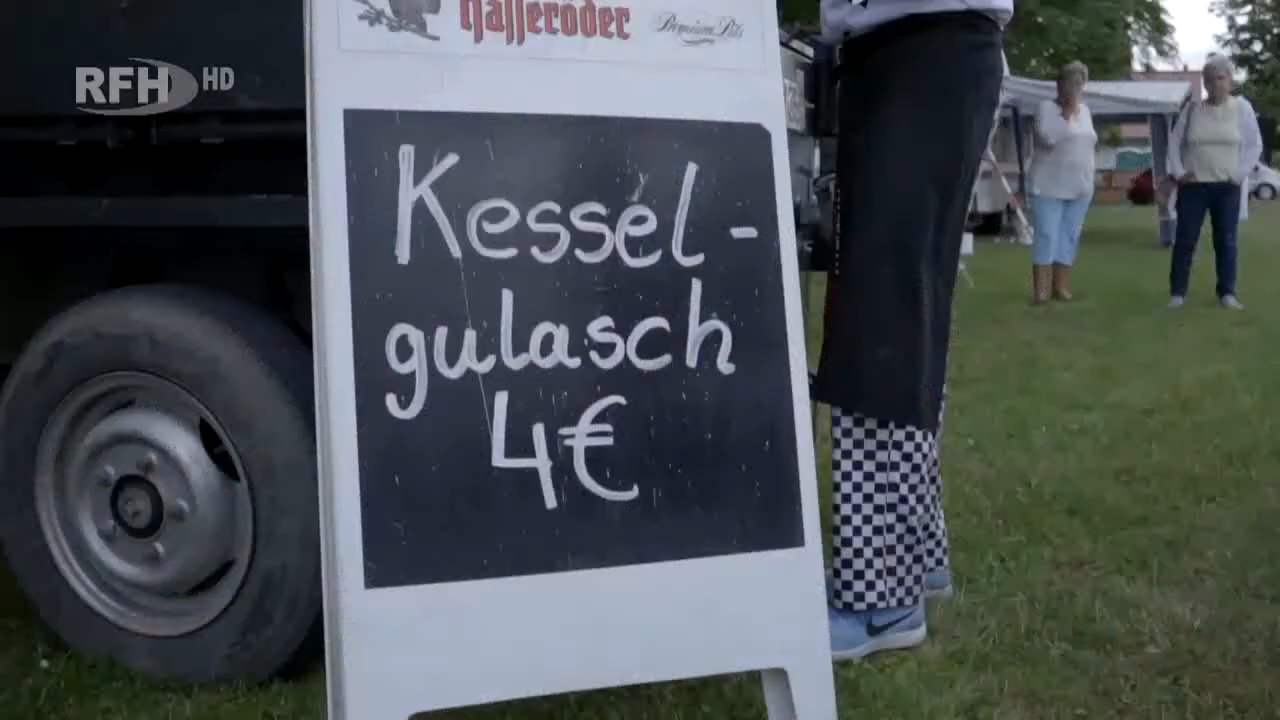 Hasseröder Premium Pils
RFH HD
Kessel-
gulasch
4€